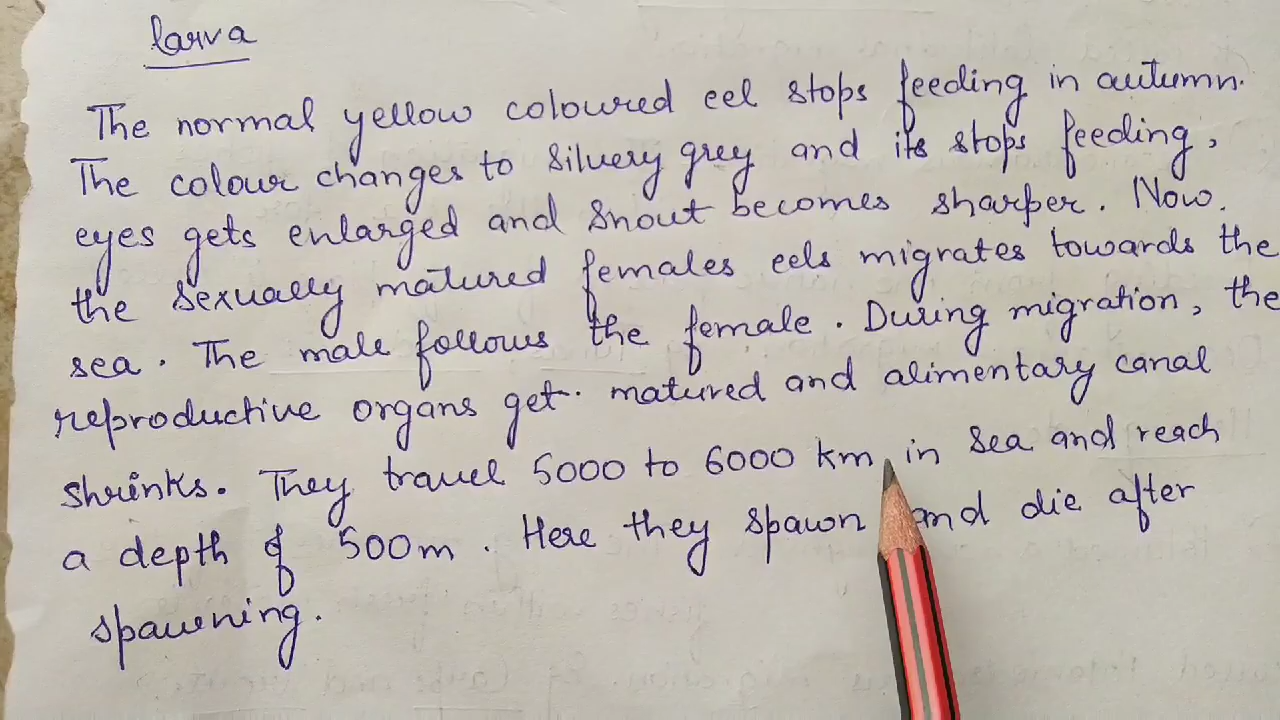 larva
The normal yellow coloured eel stops feeding in autumn.
The colour changes to silvery grey and its stops feeding,
eyes gets enlarged and snout becomes sharper. Now.
the sexually matured females eels migrates towards the
sea. The male follows the female. During migration, the
reproductive organs get. matured and alimentary canal
shrinks. They travel 5000 to 6000 km in sea and reach
a depth of 500m. Here they spawn and die after
spawning.